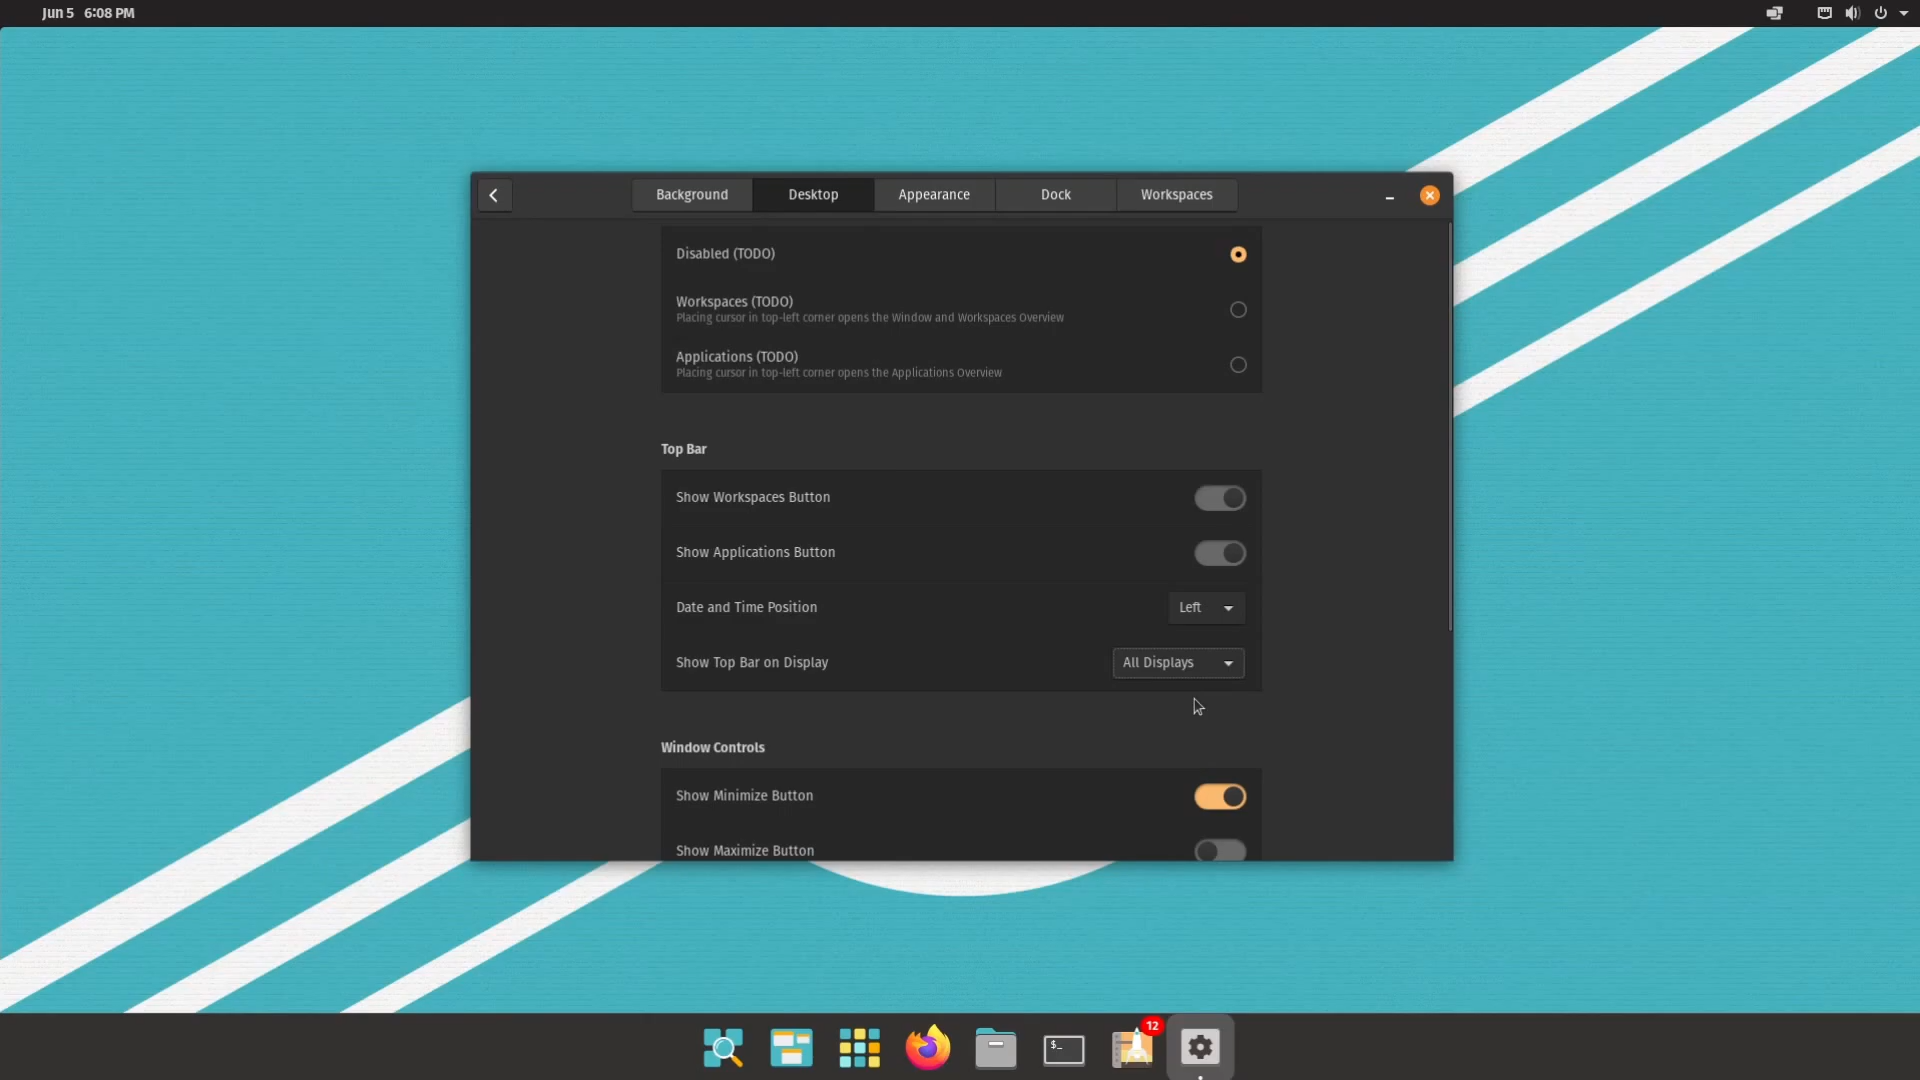 Jun 5 6:08 PM
Background
Desktop
Appearance
Dock
Workspaces
Disabled (TODO)
Workspaces (TODO)
Placing cursor in top-left corner opens the Window and Workspaces Overview
Applications (TODO)
Placing cursor in top-left corner opens the Applications Overview
Top Bar
Show Workspaces Button
Show Applications Button
Date and Time Position
Left
Show Top Bar on Display
All Displays
Window Controls
Show Minimize Button
Show Maximize Button
$_
12